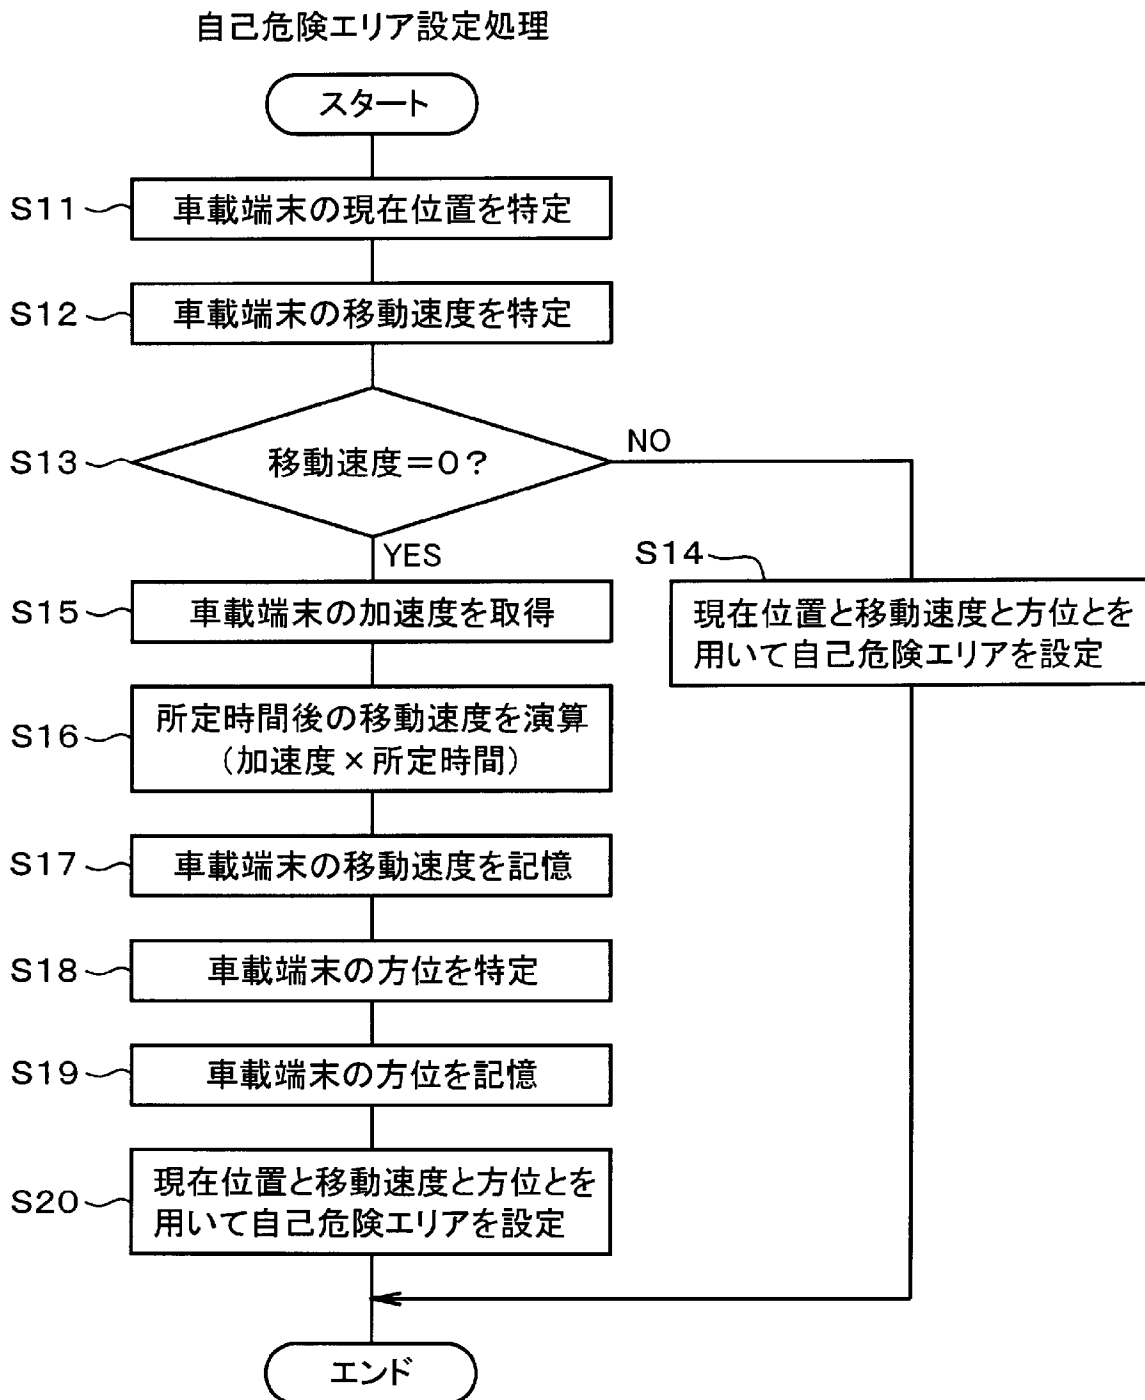 自己危険エリア設定処理
スタート
S11
車載端末の現在位置を特定
S12
車載端末の移動速度を特定
S13
移動速度=0?
NO
YES
S14
現在位置と移動速度と方位とを
用いて自己危険エリアを設定
S15
車載端末の加速度を取得
S16
所定時間後の移動速度を演算
(加速度×所定時間)
S17
車載端末の移動速度を記憶
S18
車載端末の方位を特定
S19
車載端末の方位を記憶
S20
現在位置と移動速度と方位とを
用いて自己危険エリアを設定
エンド